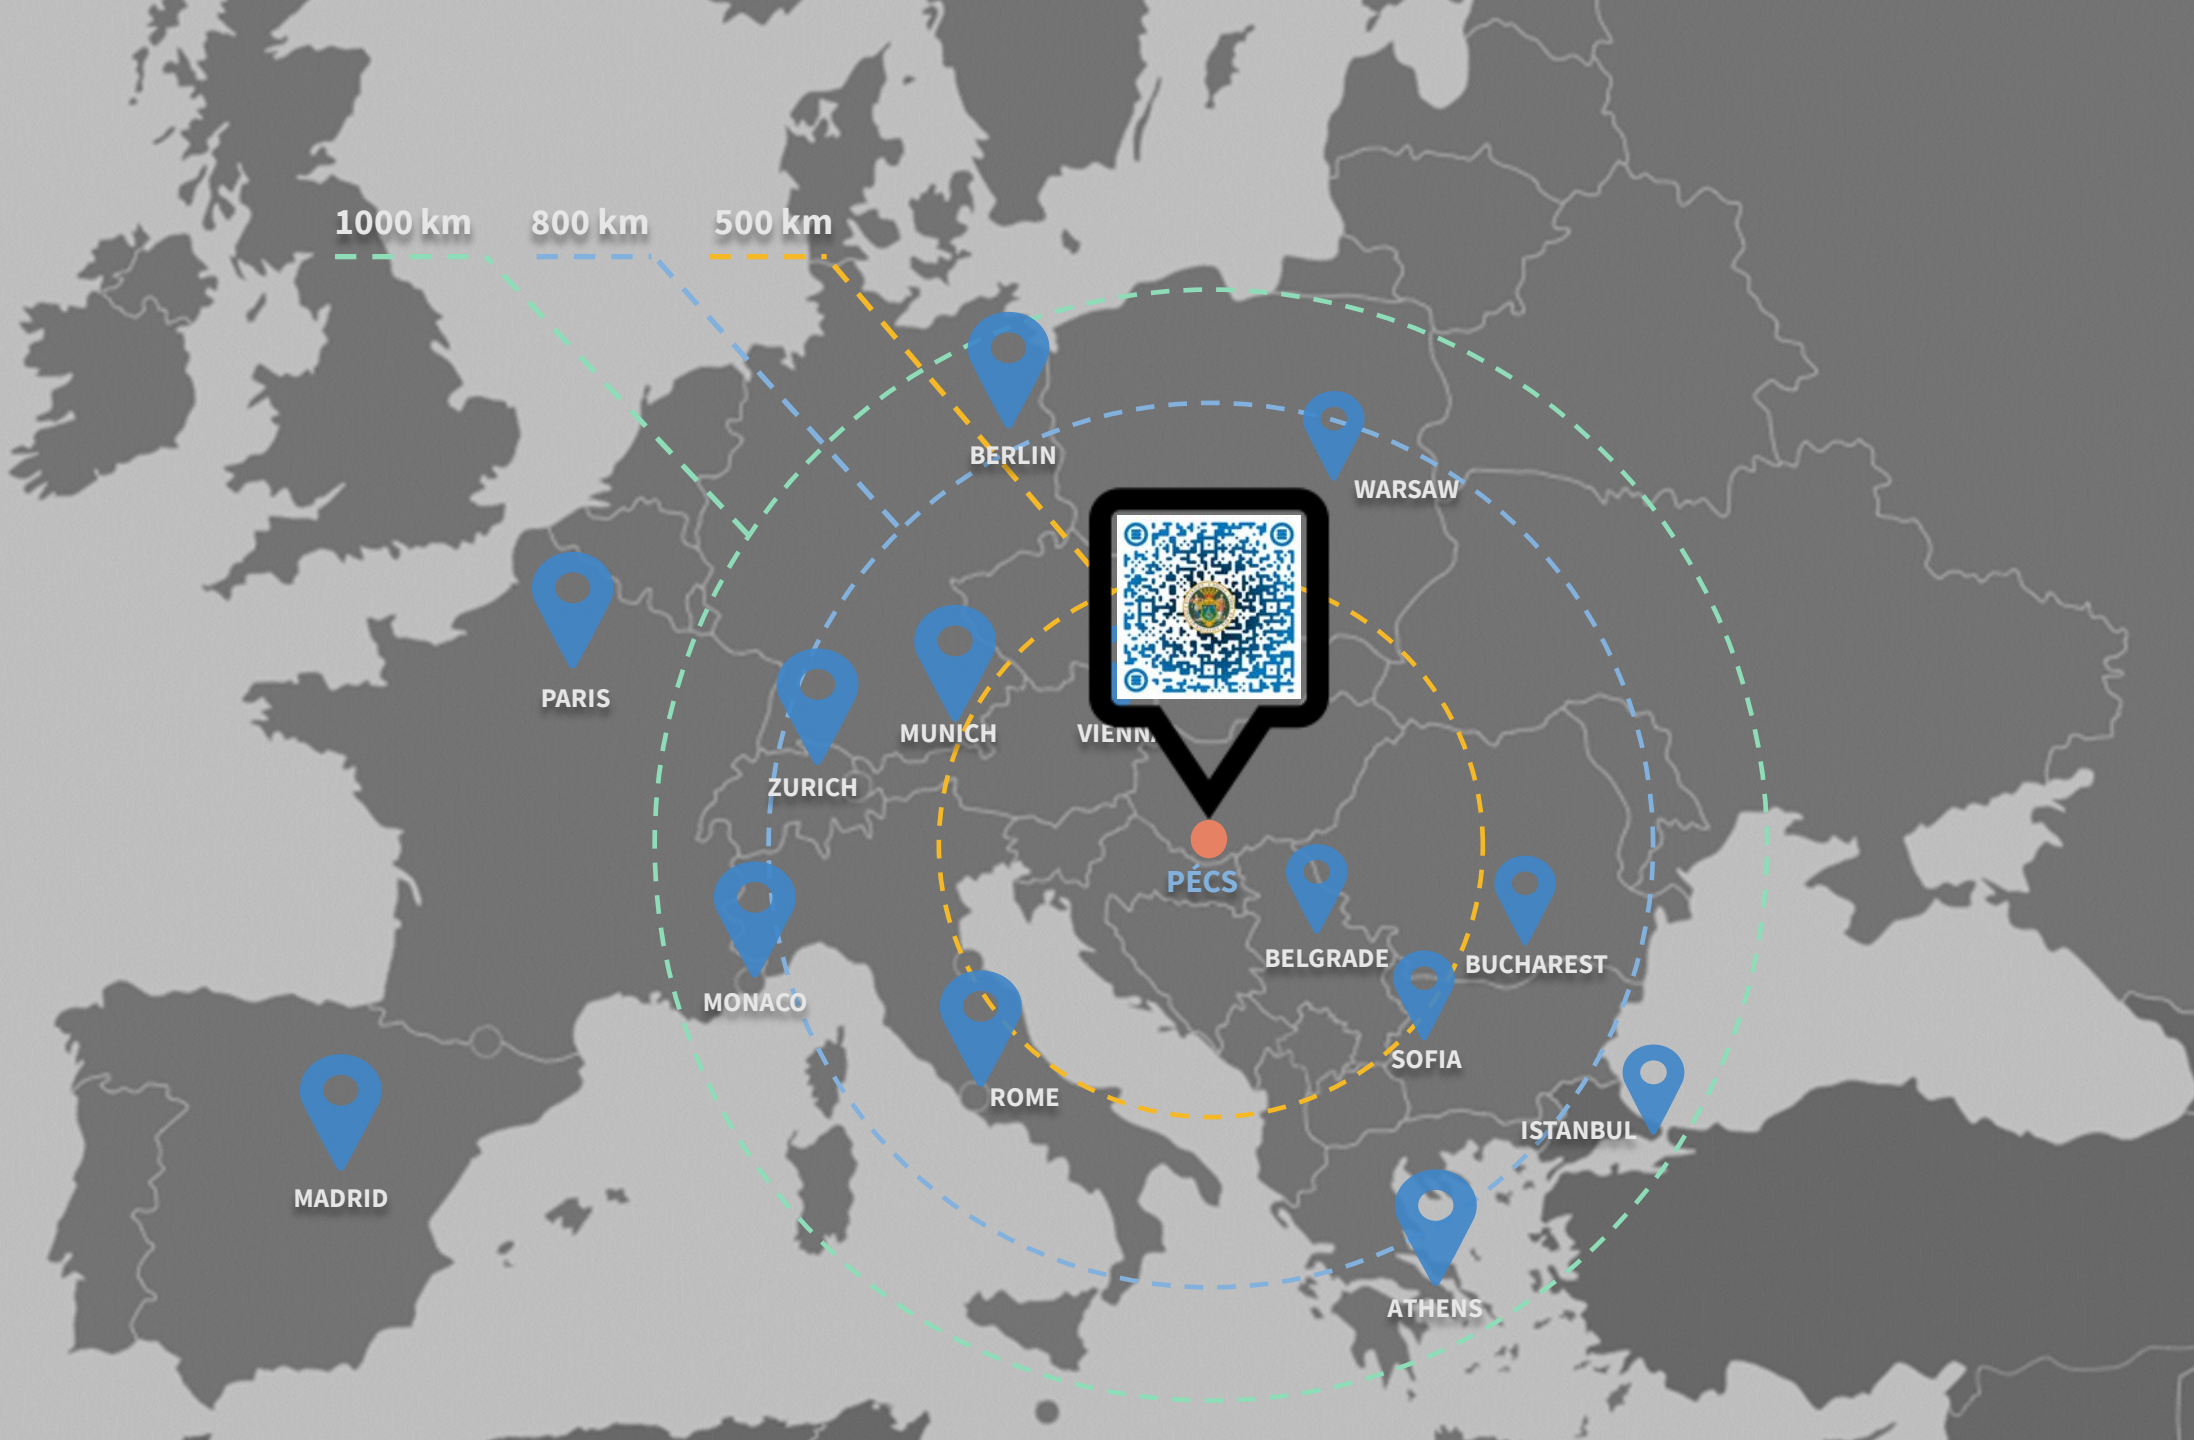 1000 km
800 km
500 km
BERLIN
WARSAW
PARIS
MUNICH
VIENNA
ZURICH
PÉCS
BELGRADE
BUCHAREST
MONACO
SOFIA
ROME
ISTANBUL
MADRID
ATHENS